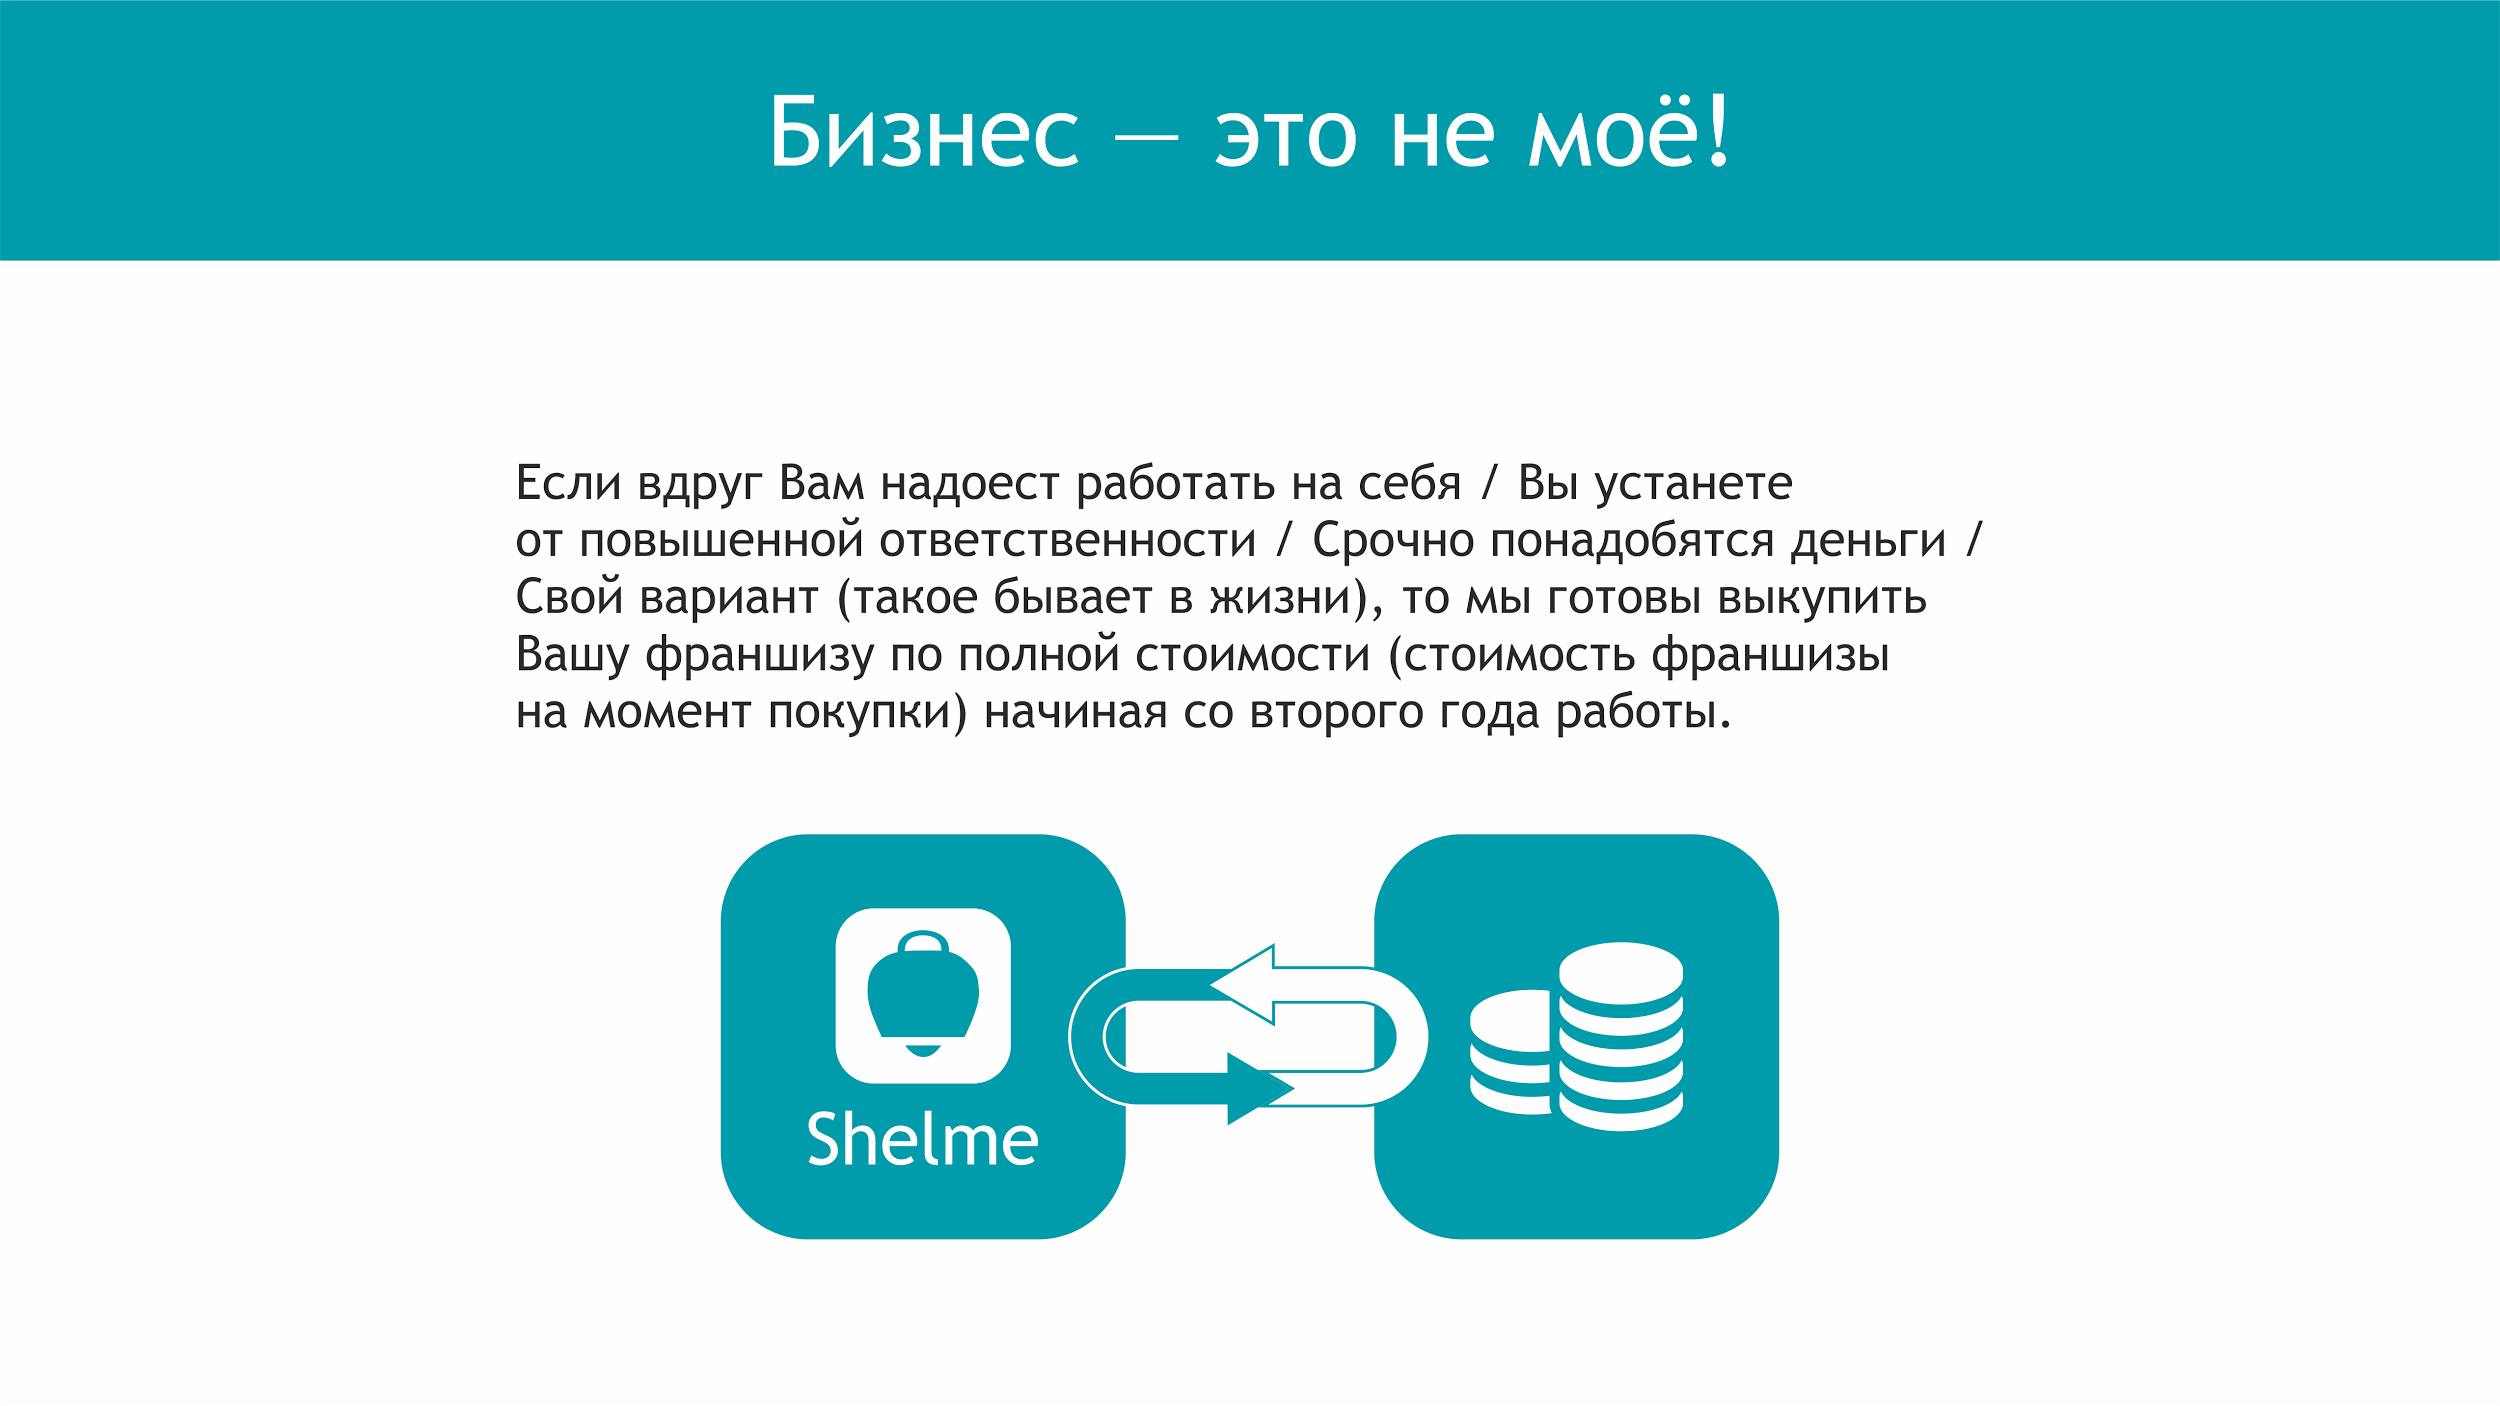 Бизнес — это не моё!
Если вдруг Вам надоест работать на себя / Вы устанете
от повышенной ответственности / Срочно понадобятся деньги /
Свой вариант (такое бывает в жизни), то мы готовы выкупить
Вашу франшизу по полной стоимости (стоимость франшизы
на момент покупки) начиная со второго года работы.
Shelme